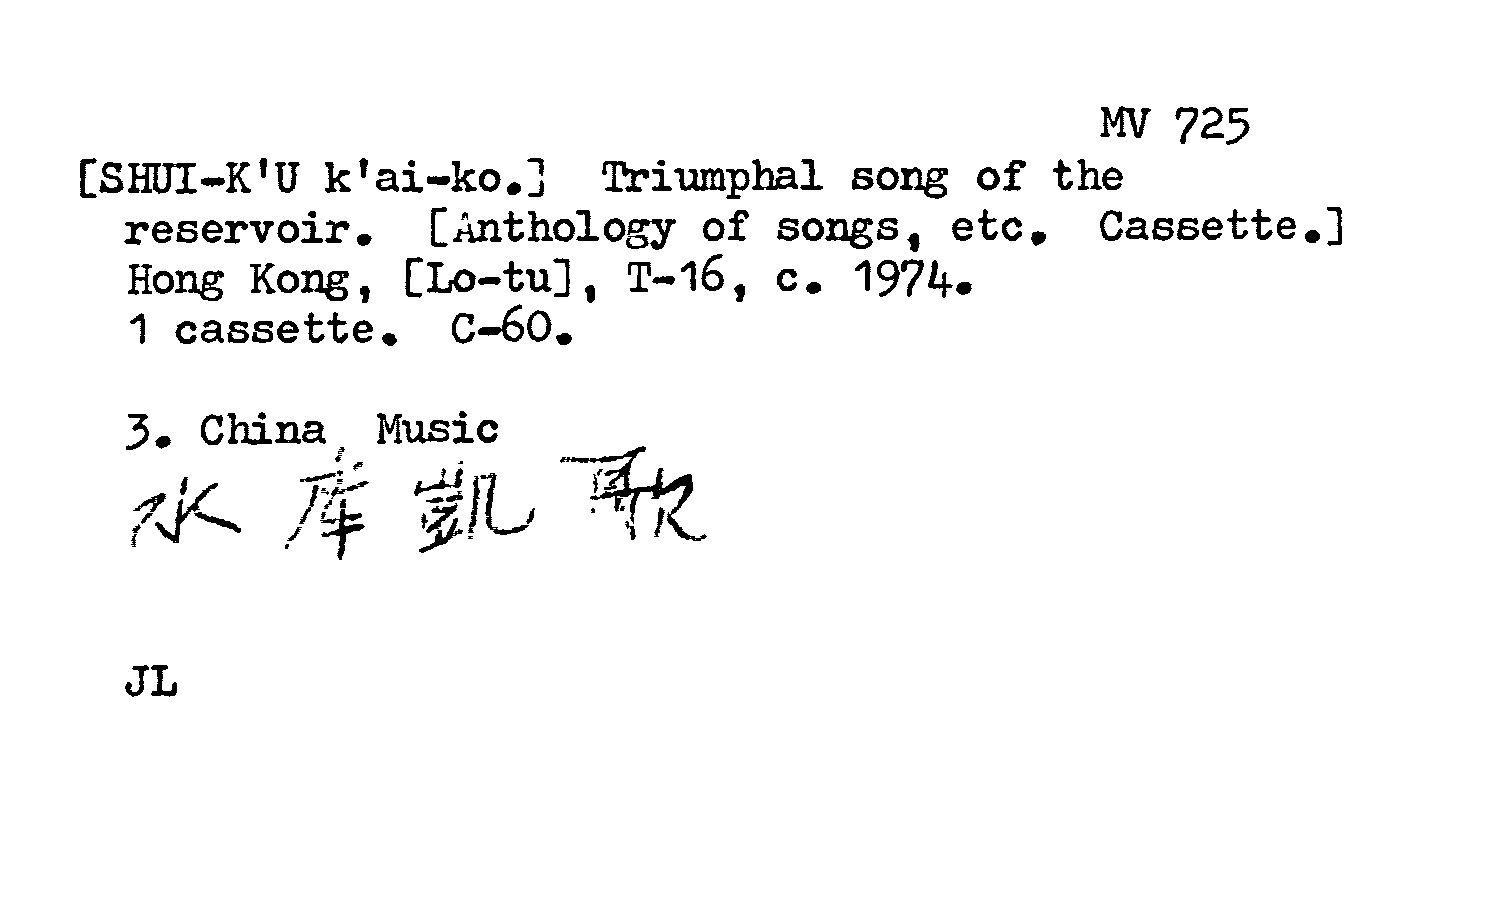 MV 725
[SHUI-K'U k'ai-ko.] Triumphal song of the
reservoir. [Anthology of songs, etc. Cassette.]
Hong Kong, [Lo-tu], T-16, c. 1974.
1 cassette. C-60.
3. China, Music
水库凱歌
JL